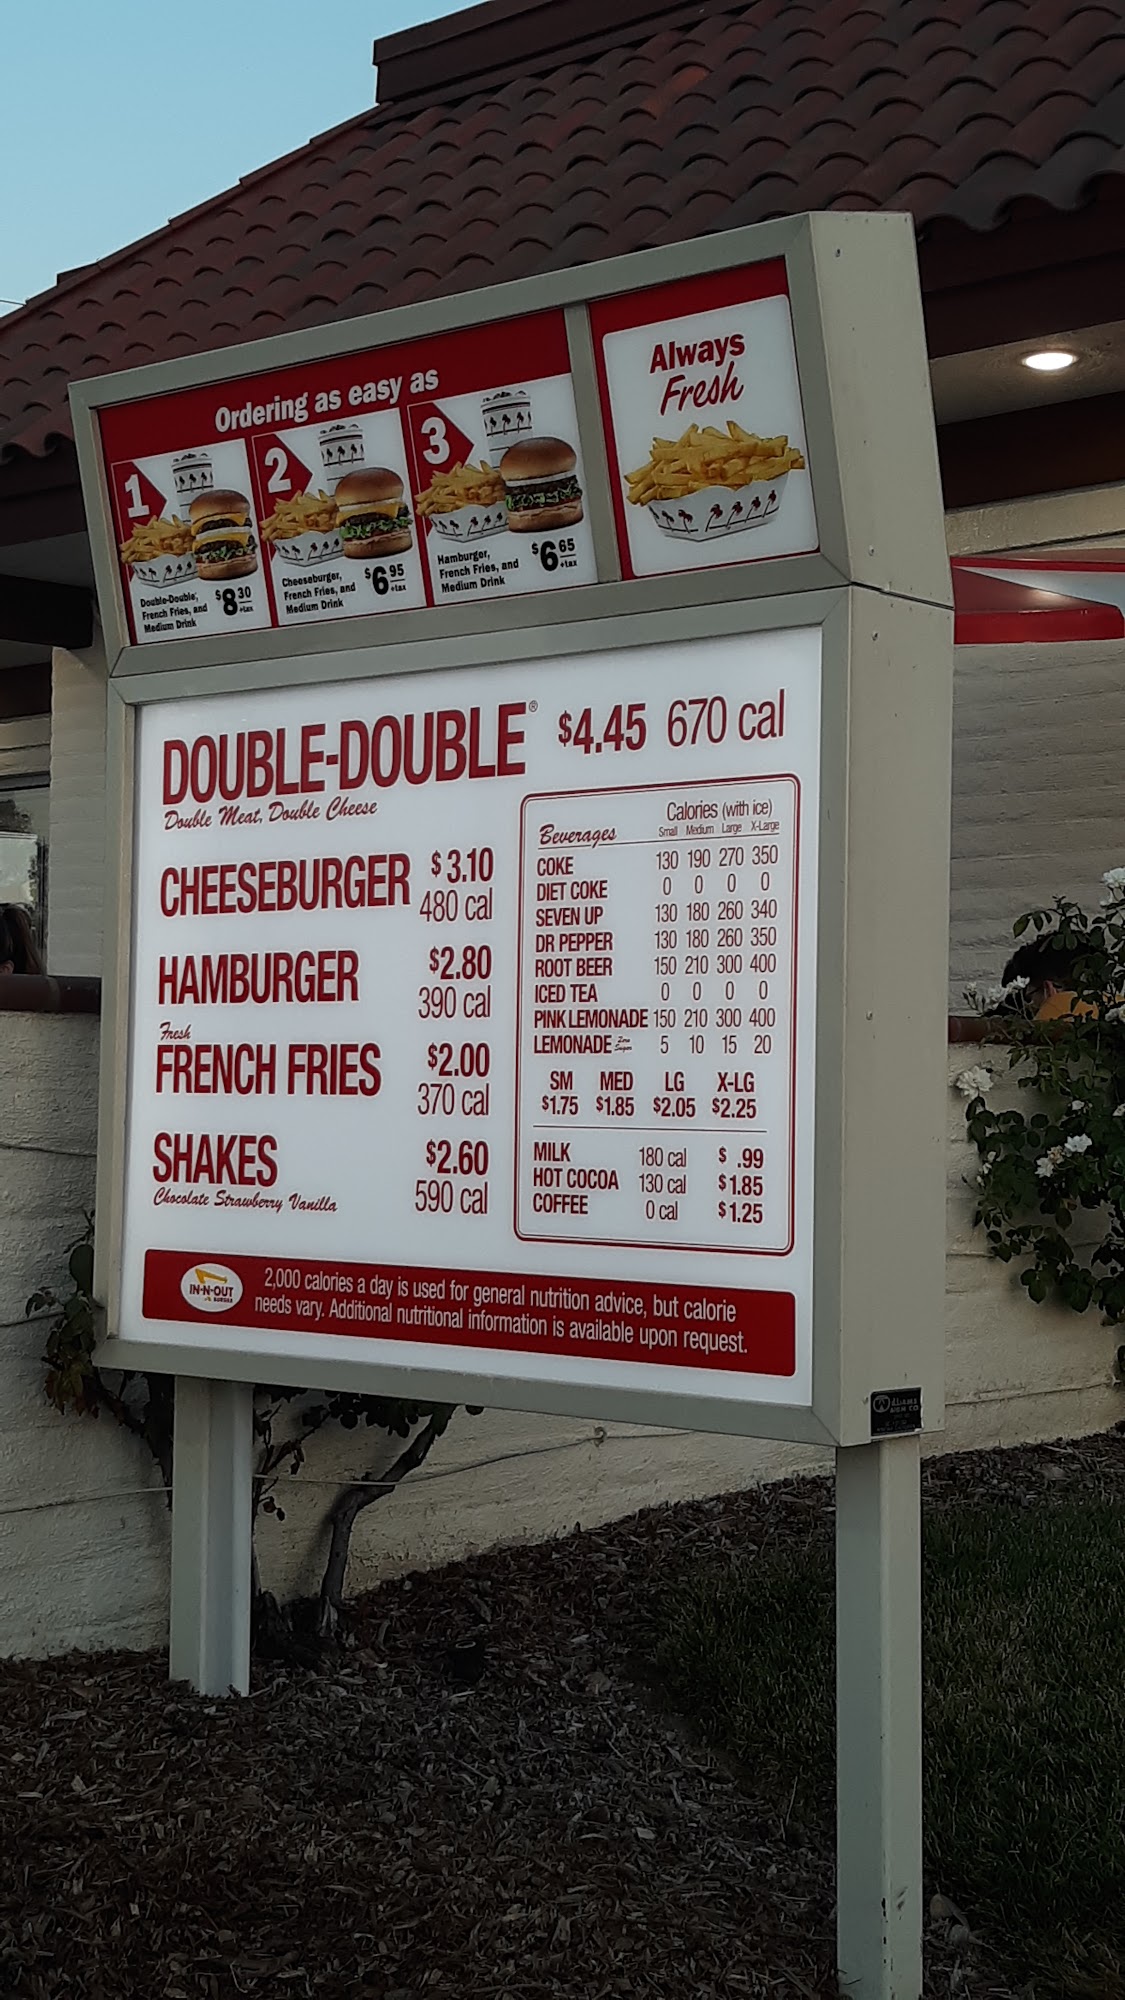 Ordering as easy as
1
Double-Double,
French Fries, and
Medium Drink
$8 30
+tax
2
Cheeseburger,
French Fries, and
Medium Drink
$6 95
+tax
3
Hamburger,
French Fries, and
Medium Drink
$6 65
+tax
Always
Fresh
DOUBLE-DOUBLE® $4.45 670 cal
Double Meat, Double Cheese
CHEESEBURGER $3.10
480 cal
HAMBURGER $2.80
390 cal
Fresh
FRENCH FRIES $2.00
370 cal
SHAKES $2.60
Chocolate Strawberry Vanilla 590 cal
Calories (with ice)
Beverages Small Medium Large X-Large
COKE 130 190 270 350
DIET COKE 0 0 0 0
SEVEN UP 130 180 260 340
DR PEPPER 130 180 260 350
ROOT BEER 150 210 300 400
ICED TEA 0 0 0 0
PINK LEMONADE 150 210 300 400
LEMONADE Zero Sugar 5 10 15 20
SM MED LG X-LG
$1.75 $1.85 $2.05 $2.25
MILK 180 cal $ .99
HOT COCOA 130 cal $1.85
COFFEE 0 cal $1.25
IN-N-OUT
BURGER
2,000 calories a day is used for general nutrition advice, but calorie
needs vary. Additional nutritional information is available upon request.